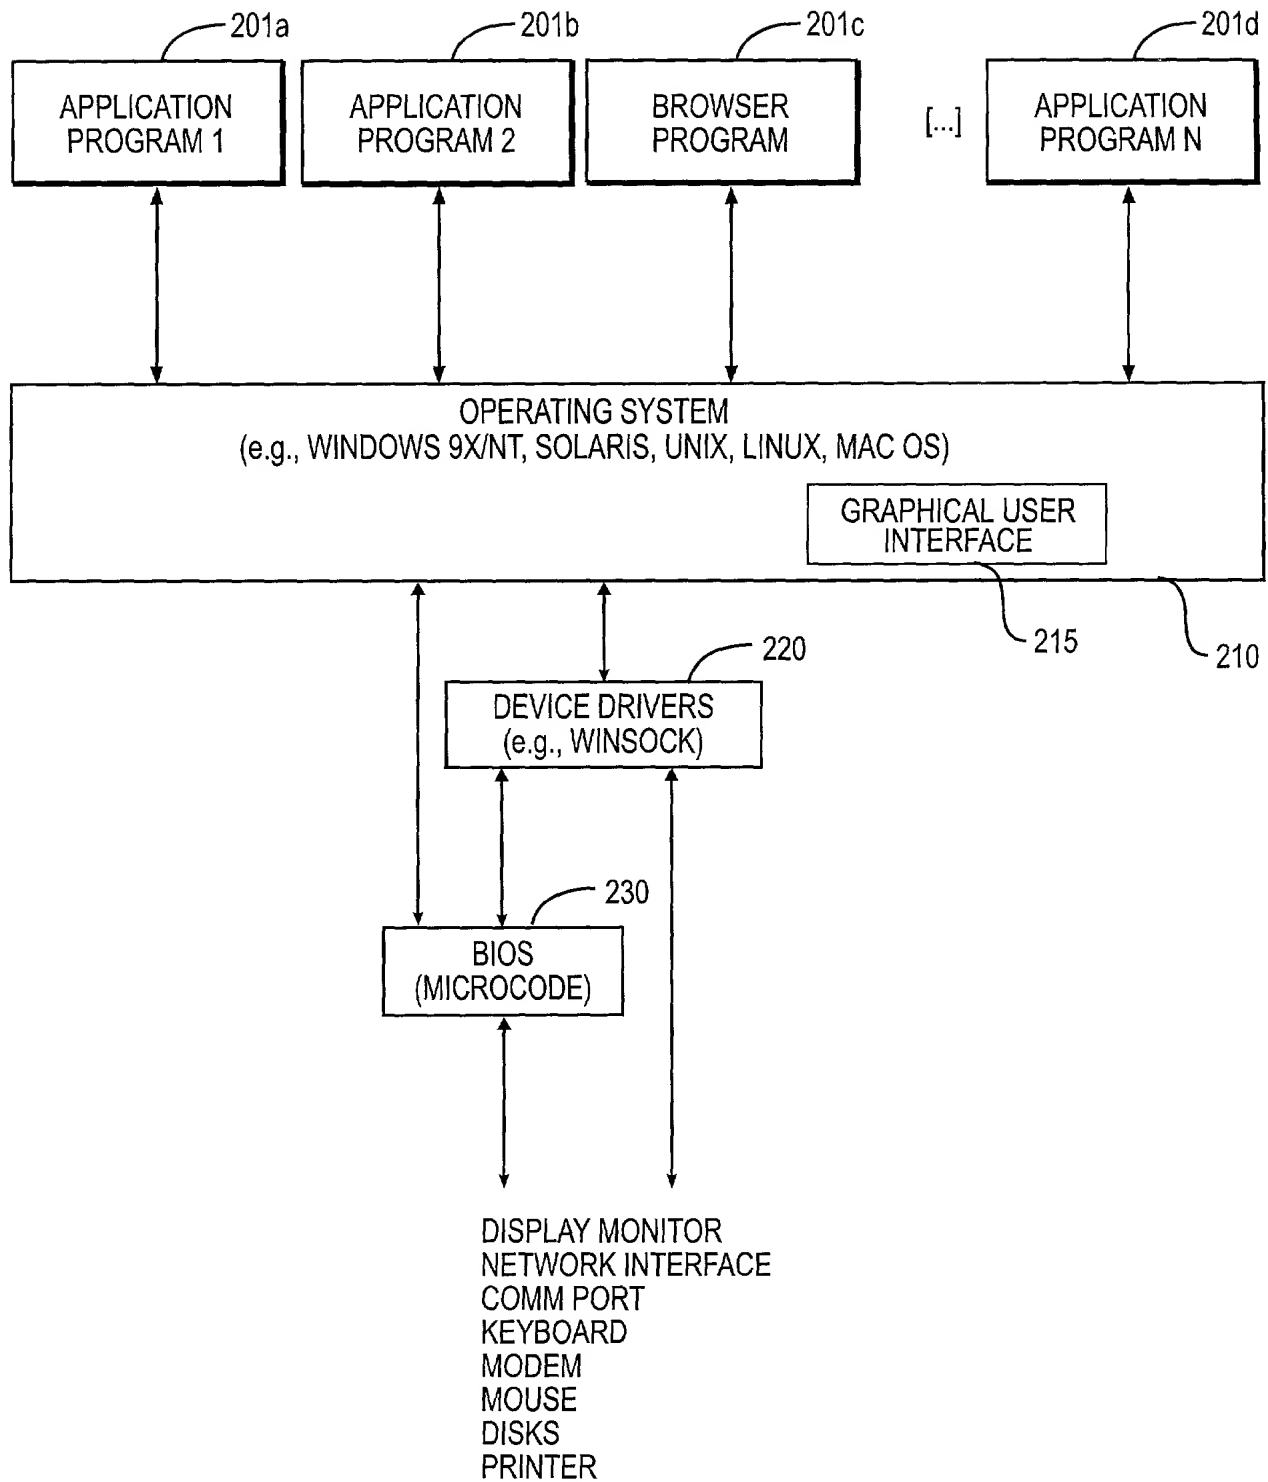 201a
201b
201c
201d
APPLICATION
PROGRAM 1
APPLICATION
PROGRAM 2
BROWSER
PROGRAM
[...]
APPLICATION
PROGRAM N
OPERATING SYSTEM
(e.g., WINDOWS 9X/NT, SOLARIS, UNIX, LINUX, MAC OS)
GRAPHICAL USER
INTERFACE
215
210
220
DEVICE DRIVERS
(e.g., WINSOCK)
230
BIOS
(MICROCODE)
DISPLAY MONITOR
NETWORK INTERFACE
COMM PORT
KEYBOARD
MODEM
MOUSE
DISKS
PRINTER